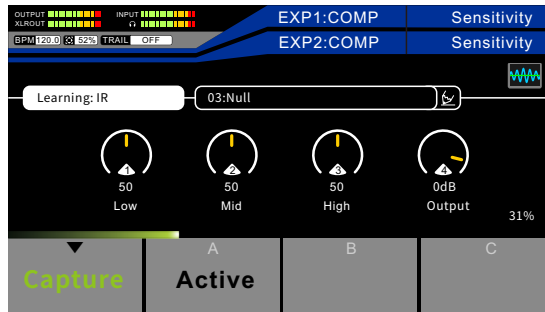 OUTPUT INPUT EXP1:COMP Sensitivity
XLROUT
BPM 120.0 52% TRAIL OFF EXP2:COMP Sensitivity
Learning: IR 03:Null
1 2 3 4
50 50 50 0dB
Low Mid High Output
31%
A B C
Capture Active